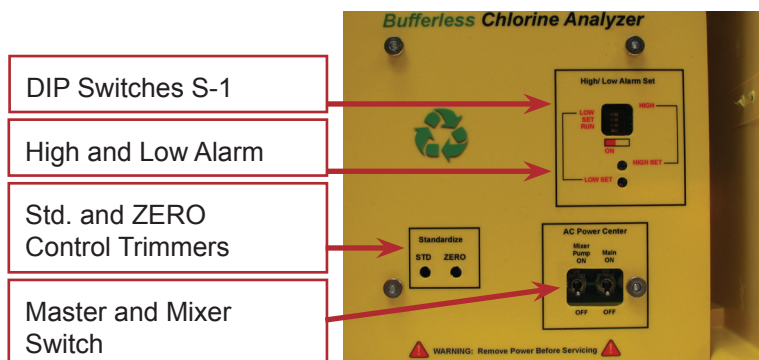 Bufferless Chlorine Analyzer
DIP Switches S-1
High and Low Alarm
Std. and ZERO
Control Trimmers
Master and Mixer
Switch
High/ Low Alarm Set
LOW
SET
RUN
HIGH
ON
HIGH SET
LOW SET
Standardize
STD ZERO
AC Power Center
Mixer
Pump
ON
Main
ON
OFF OFF
WARNING: Remove Power Before Servicing